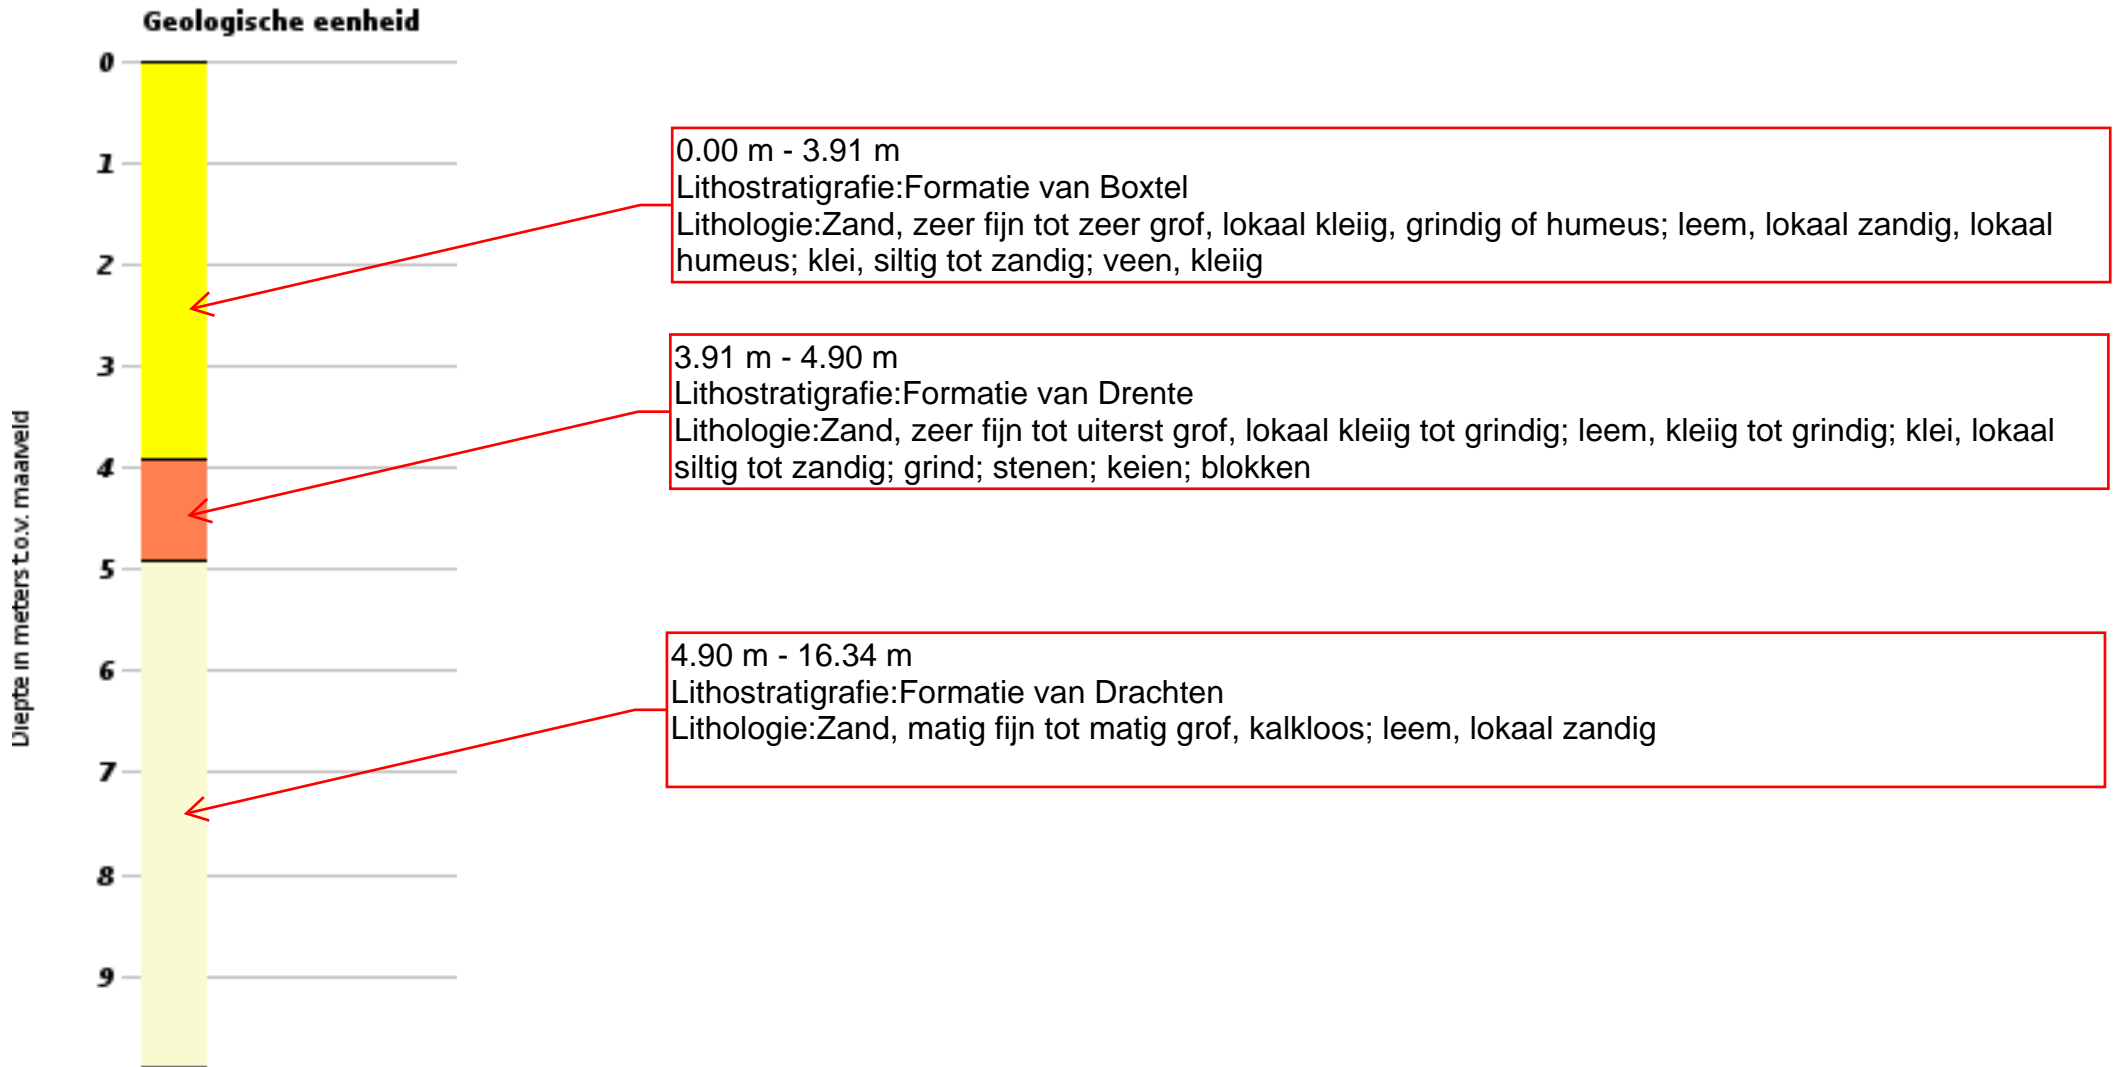 Geologische eenheid
0
1
2
3
4
5
6
7
8
9
Diepte in meters t.o.v. maaiveld
0.00 m - 3.91 m
Lithostratigrafie:Formatie van Boxtel
Lithologie:Zand, zeer fijn tot zeer grof, lokaal kleiig, grindig of humeus; leem, lokaal zandig, lokaal
humeus; klei, siltig tot zandig; veen, kleiig
3.91 m - 4.90 m
Lithostratigrafie:Formatie van Drente
Lithologie:Zand, zeer fijn tot uiterst grof, lokaal kleiig tot grindig; leem, kleiig tot grindig; klei, lokaal
siltig tot zandig; grind; stenen; keien; blokken
4.90 m - 16.34 m
Lithostratigrafie:Formatie van Drachten
Lithologie:Zand, matig fijn tot matig grof, kalkloos; leem, lokaal zandig